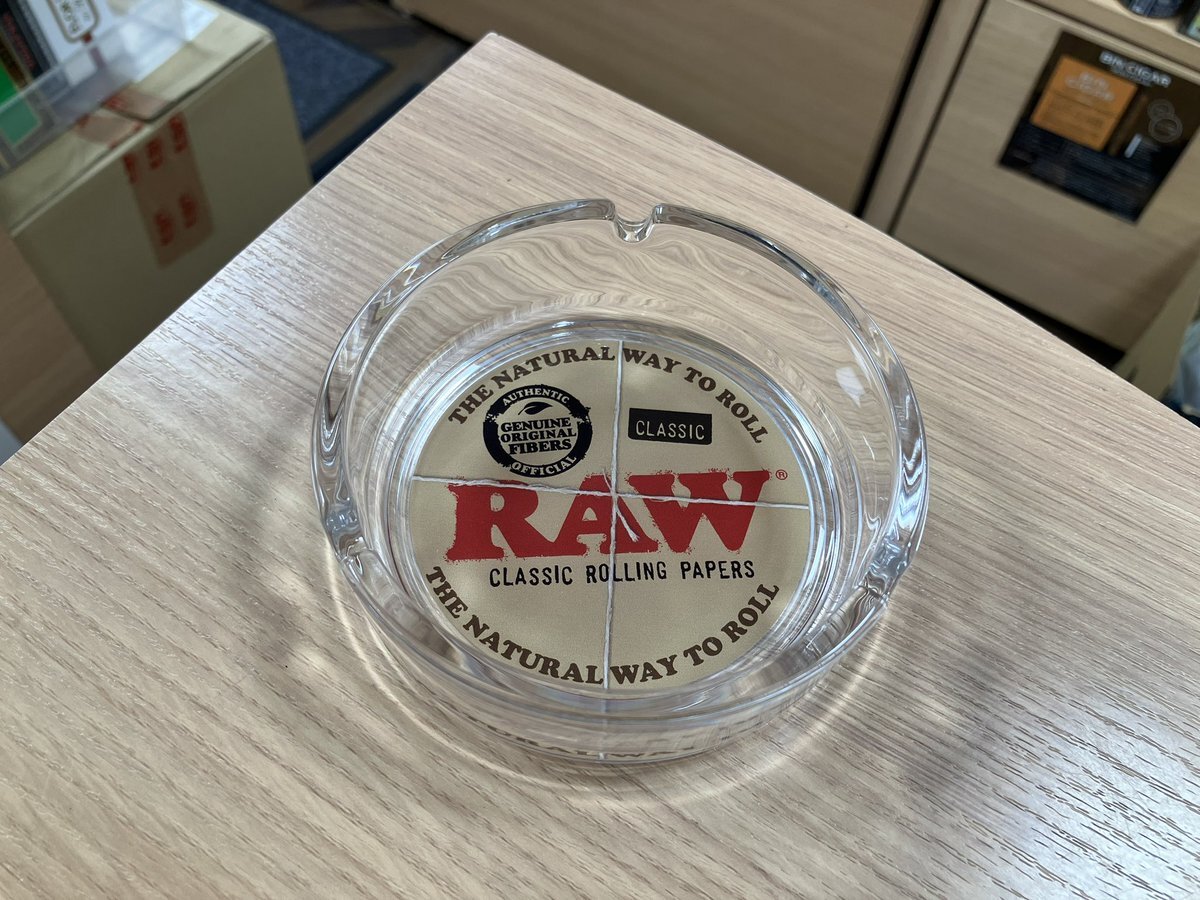 THE NATURAL WAY TO ROLL
AUTHENTIC
GENUINE
ORIGINAL
FIBERS
OFFICIAL
CLASSIC
RAW®
CLASSIC ROLLING PAPERS
THE NATURAL WAY TO ROLL